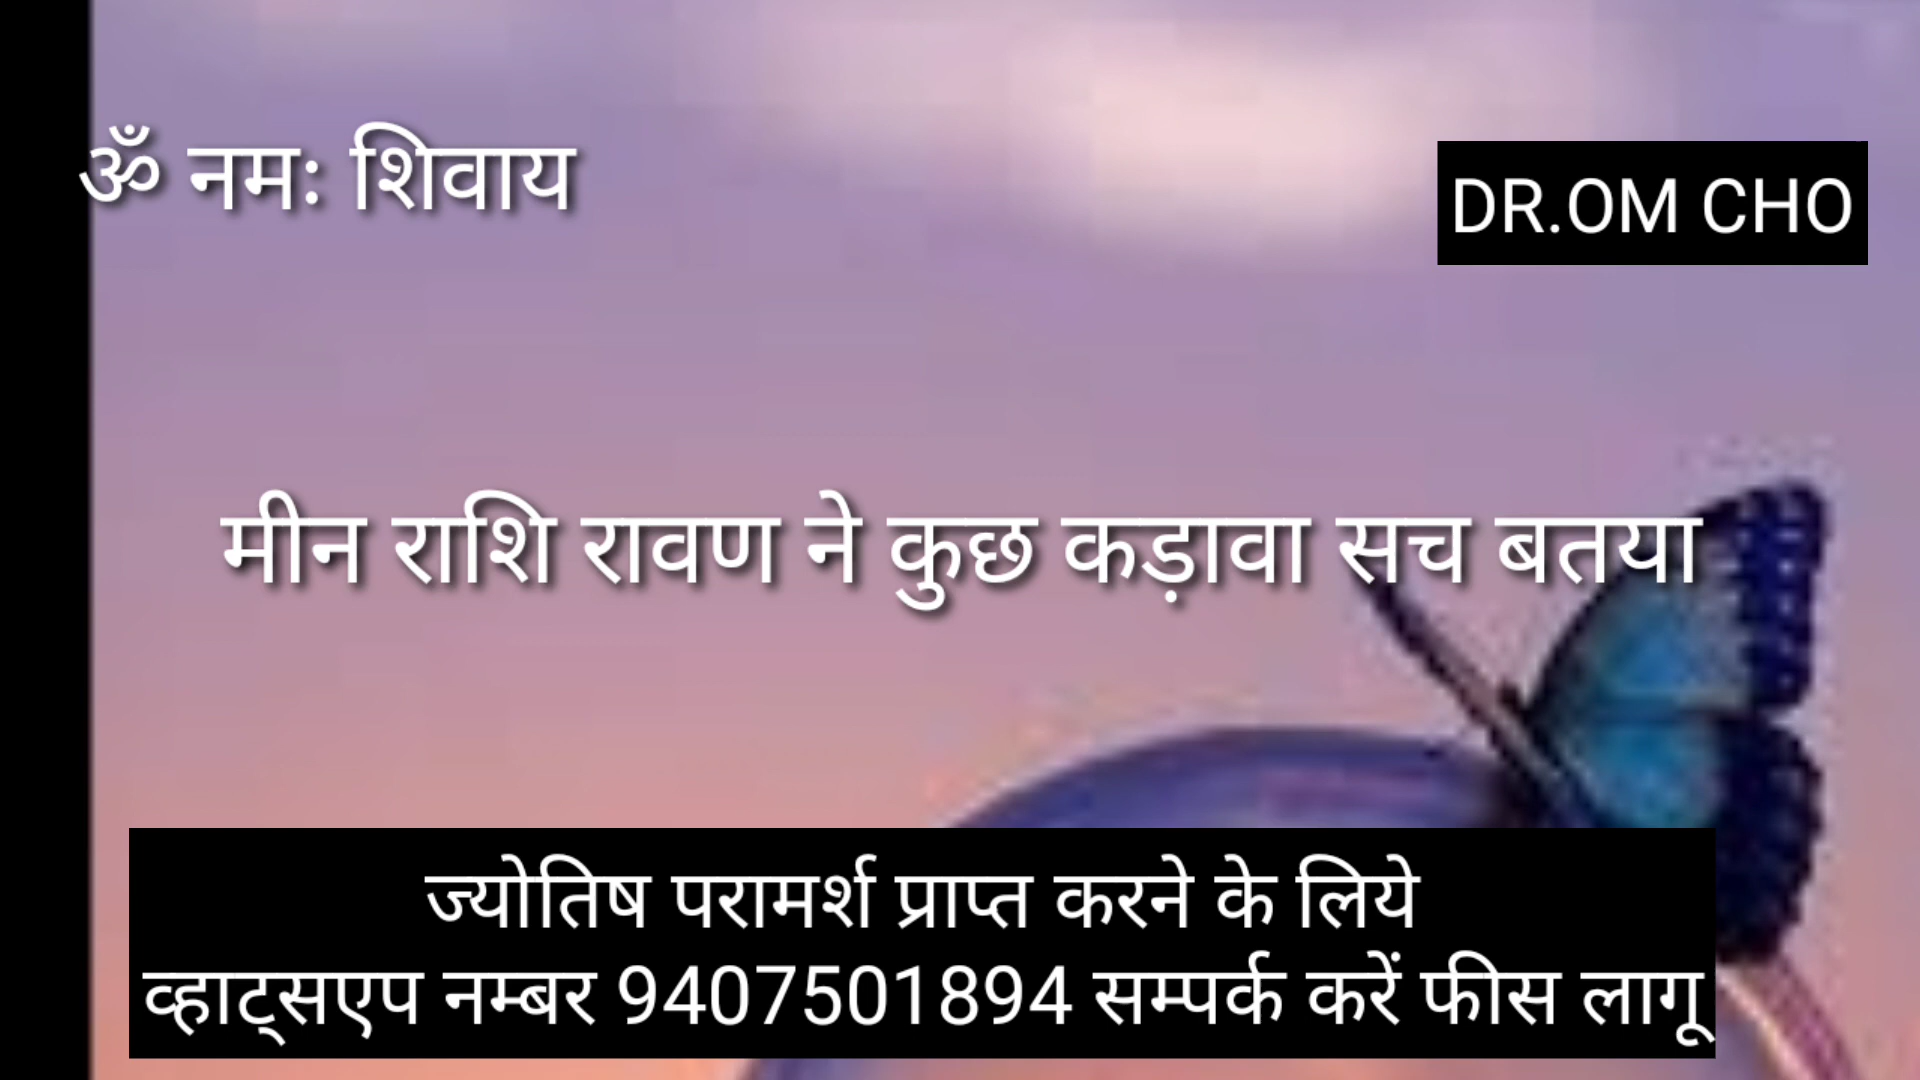 ॐ नमः शिवाय
DR.OM CHO
मीन राशि रावण ने कुछ कड़ावा सच बतया
ज्योतिष परामर्श प्राप्त करने के लिये
व्हाट्सएप नम्बर 9407501894 सम्पर्क करें फीस लागू